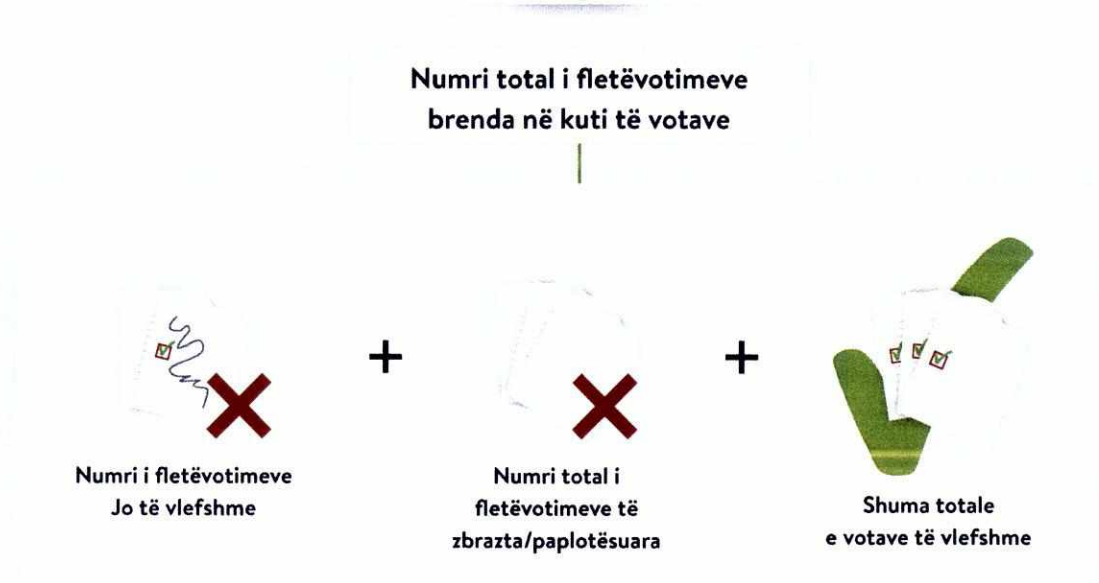 Numri total i fletëvotimeve
brenda në kuti të votave
+
+
Numri i fletëvotimeve
Jo të vlefshme
Numri total i
fletëvotimeve të
zbrazta/paplotësuara
Shuma totale
e votave të vlefshme